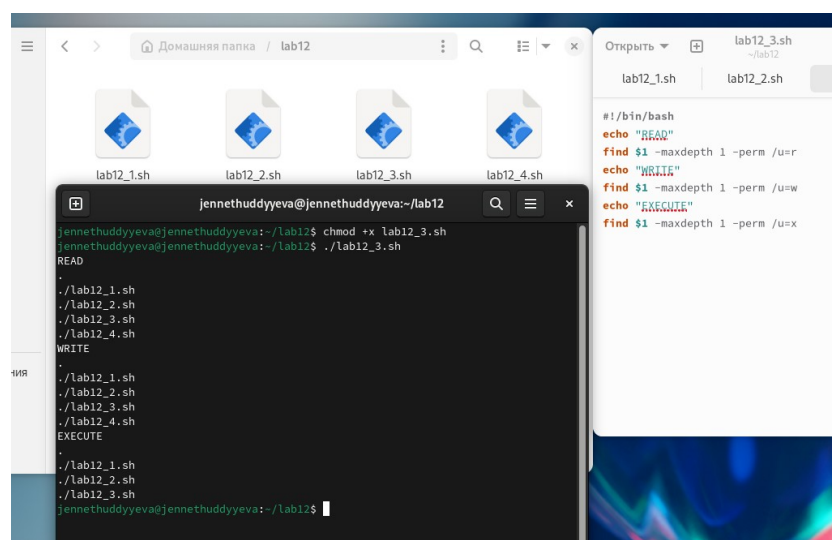 Домашняя папка / lab12
lab12_1.sh
lab12_2.sh
lab12_3.sh
lab12_4.sh
Открыть
lab12_3.sh
~/lab12
lab12_1.sh
lab12_2.sh
#!/bin/bash
echo "READ"
find $1 -maxdepth 1 -perm /u=r
echo "WRITE"
find $1 -maxdepth 1 -perm /u=w
echo "EXECUTE"
find $1 -maxdepth 1 -perm /u=x
jennethuddyyeva@jennethuddyyeva:~/lab12
jennethuddyyeva@jennethuddyyeva:~/lab12$ chmod +x lab12_3.sh
jennethuddyyeva@jennethuddyyeva:~/lab12$ ./lab12_3.sh
READ
.
./lab12_1.sh
./lab12_2.sh
./lab12_3.sh
./lab12_4.sh
WRITE
.
./lab12_1.sh
./lab12_2.sh
./lab12_3.sh
./lab12_4.sh
EXECUTE
.
./lab12_1.sh
./lab12_2.sh
./lab12_3.sh
jennethuddyyeva@jennethuddyyeva:~/lab12$